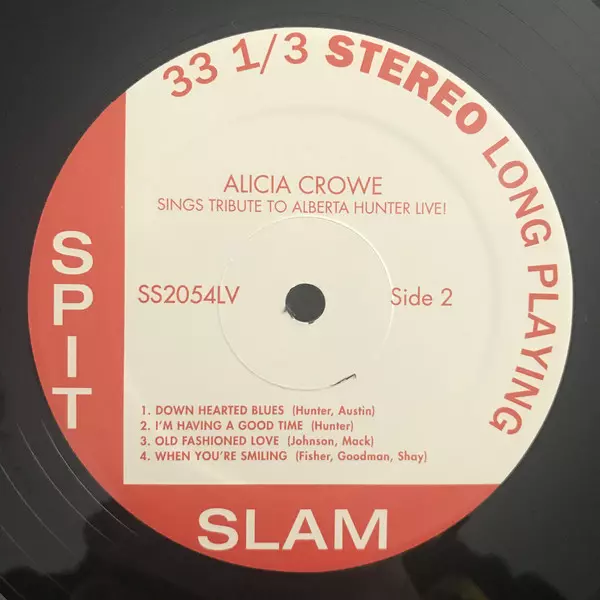 33 1/3 STEREO LONG PLAYING
ALICIA CROWE
SINGS TRIBUTE TO ALBERTA HUNTER LIVE!
SS2054LV
Side 2
1. DOWN HEARTED BLUES (Hunter, Austin)
2. I'M HAVING A GOOD TIME (Hunter)
3. OLD FASHIONED LOVE (Johnson, Mack)
4. WHEN YOU'RE SMILING (Fisher, Goodman, Shay)
SPIT
SLAM